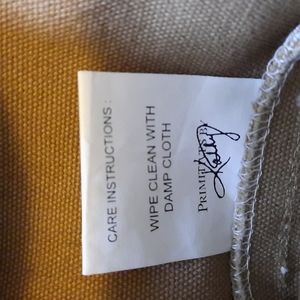 CARE INSTRUCTIONS :
WIPE CLEAN WITH
DAMP CLOTH
PRIMITIVES BY
Kathy